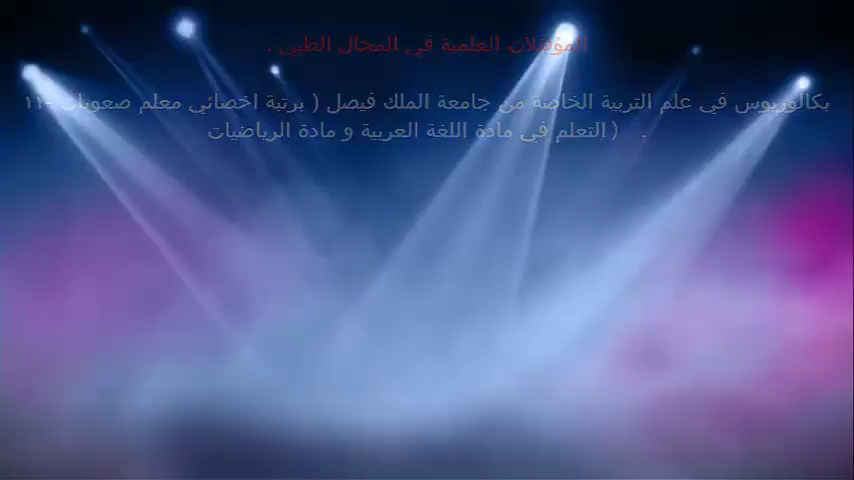 المؤهلات العلمية في المجال الطبي .
١١- بكالوريوس في علم التربية الخاصة من جامعة الملك فيصل ( برتبة اخصائي معلم صعوبات
التعلم في مادة اللغة العربية و مادة الرياضيات ) .